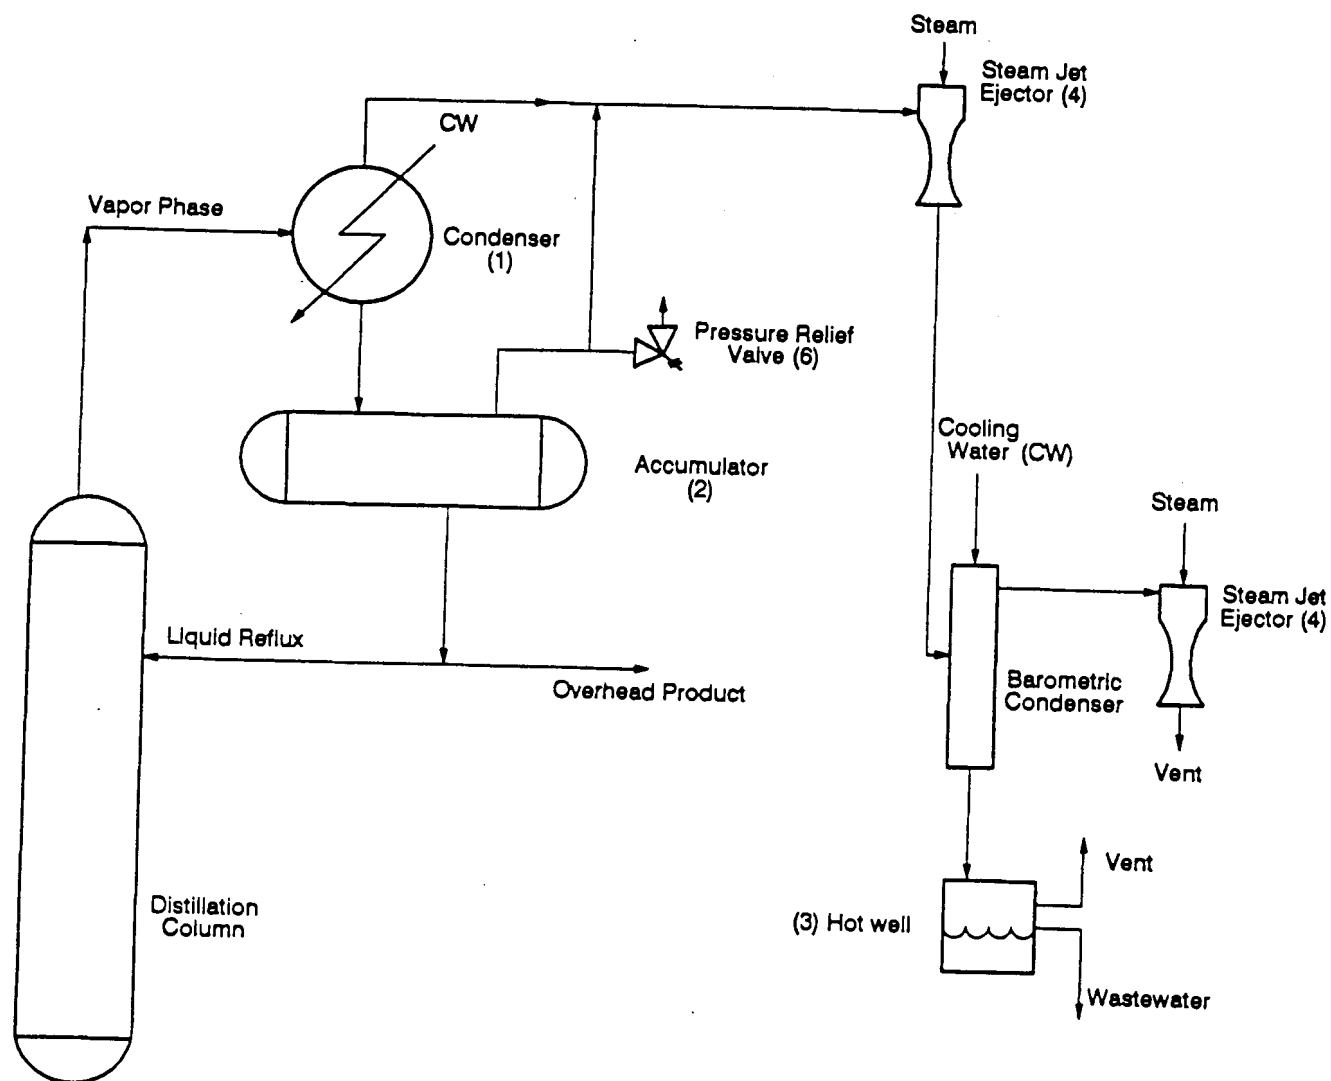 Steam
Steam Jet
Ejector (4)
CW
Vapor Phase
Condenser
(1)
Pressure Relief
Valve (6)
Accumulator
(2)
Cooling
Water (CW)
Steam
Steam Jet
Ejector (4)
Liquid Reflux
Overhead Product
Barometric
Condenser
Vent
Vent
Distillation
Column
(3) Hot well
Wastewater